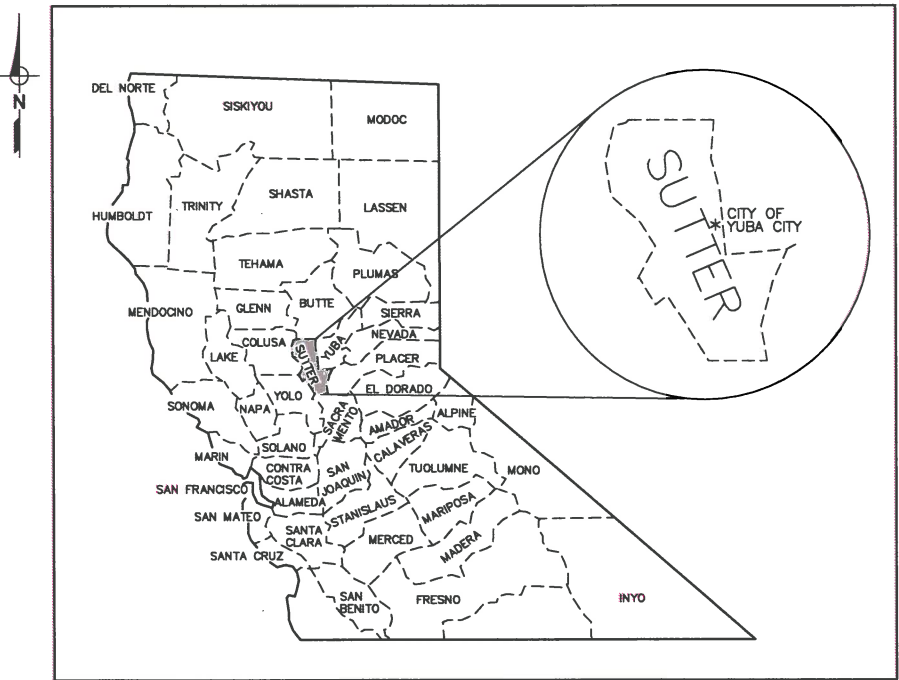 N
DEL NORTE
SISKIYOU
MODOC
HUMBOLDT
TRINITY
SHASTA
LASSEN
TEHAMA
PLUMAS
MENDOCINO
GLENN
BUTTE
SIERRA
NEVADA
COLUSA
LAKE
SUTTER
YUBA
PLACER
EL DORADO
YOLO
SONOMA
NAPA
SACRA
MENTO
ALPINE
AMADOR
CALAVERAS
MARIN
SOLANO
CONTRA
COSTA
SAN
JOAQUIN
TUOLUMNE
MONO
SAN FRANCISCO
ALAMEDA
STANISLAUS
MARIPOSA
SAN MATEO
SANTA
CLARA
MERCED
MADERA
SANTA CRUZ
SAN
BENITO
FRESNO
INYO
SUTTER
* CITY OF
YUBA CITY